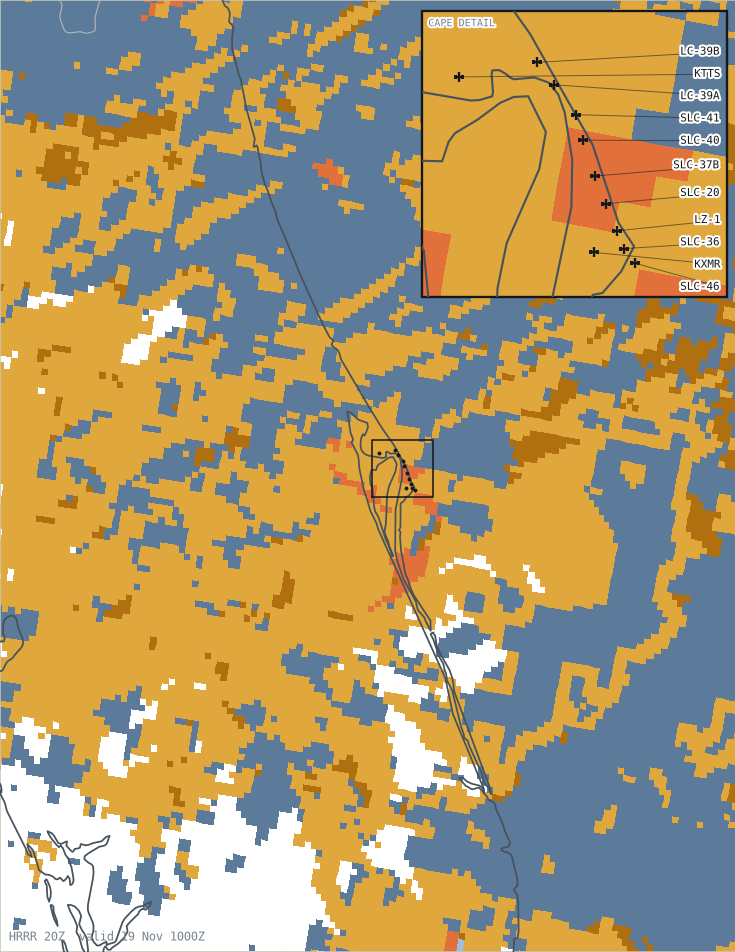 CAPE DETAIL
LC-39B
KTTS
LC-39A
SLC-41
SLC-40
SLC-37B
SLC-20
LZ-1
SLC-36
KXMR
SLC-46
HRRR 20Z  valid 19 Nov 1000Z